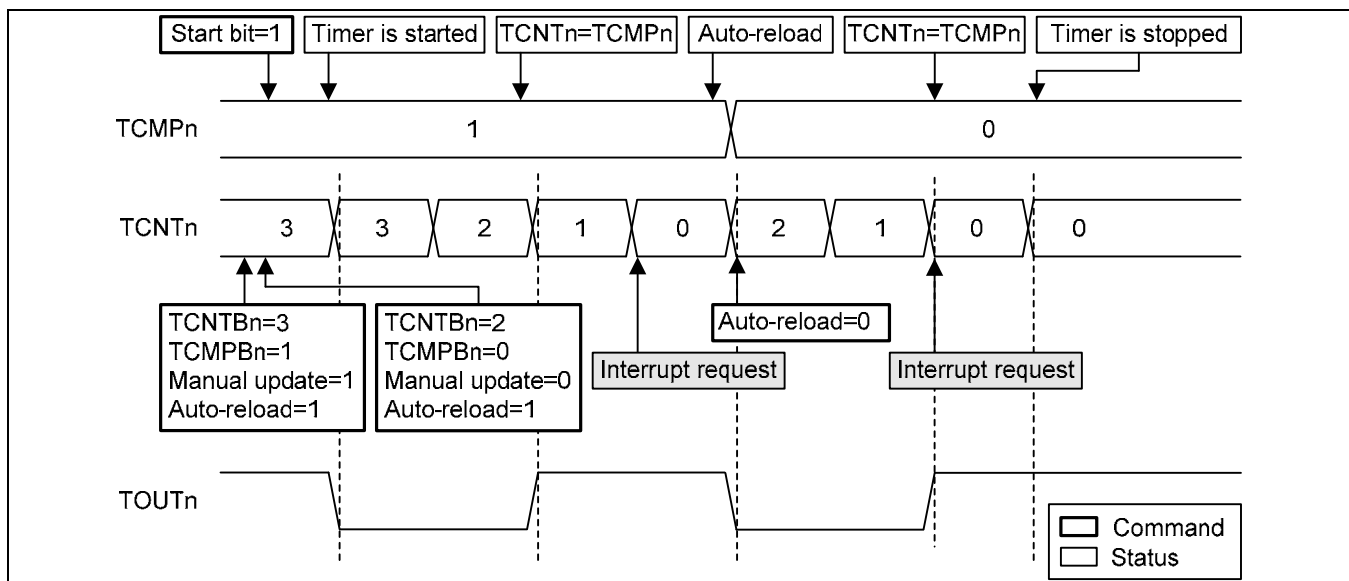 Start bit=1
Timer is started
TCNTn=TCMPn
Auto-reload
TCNTn=TCMPn
Timer is stopped
TCMPn
1
0
TCNTn
3
3
2
1
0
2
1
0
0
TCNTBn=3
TCMPBn=1
Manual update=1
Auto-reload=1
TCNTBn=2
TCMPBn=0
Manual update=0
Auto-reload=1
Interrupt request
Auto-reload=0
Interrupt request
TOUTn
Command
Status